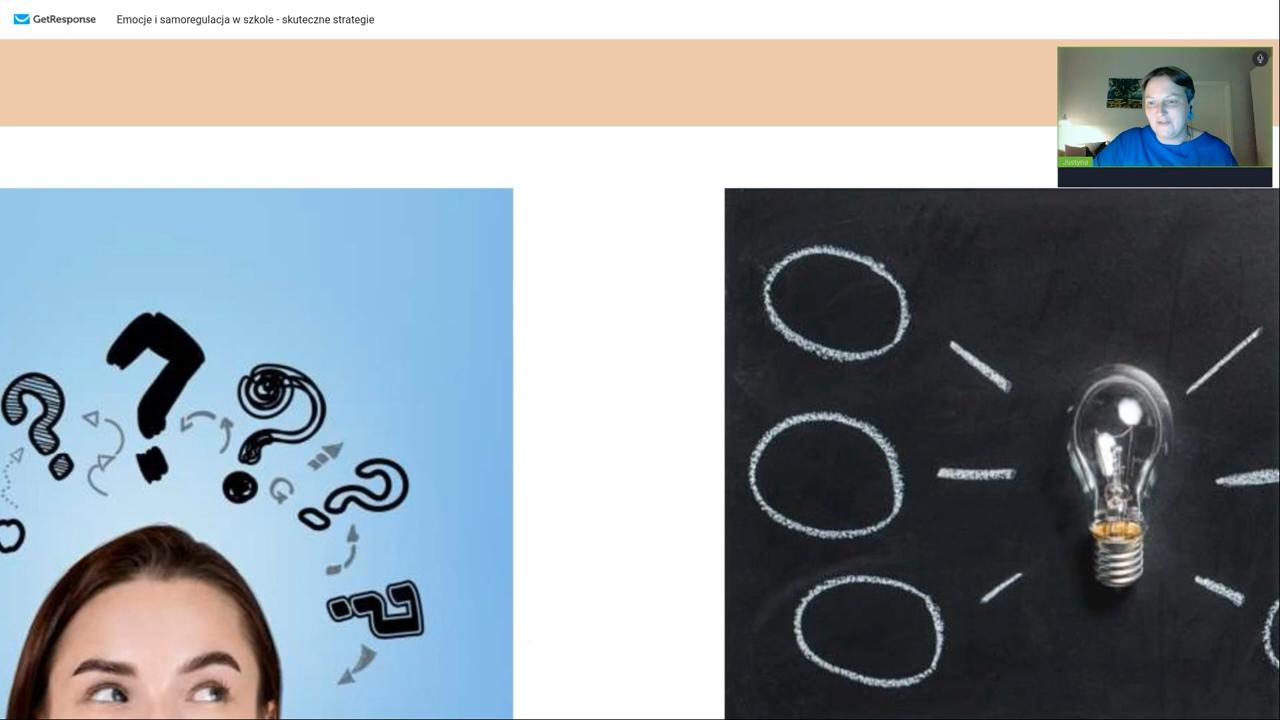 GetResponse
Emocje i samoregulacja w szkole - skuteczne strategie
Justyna